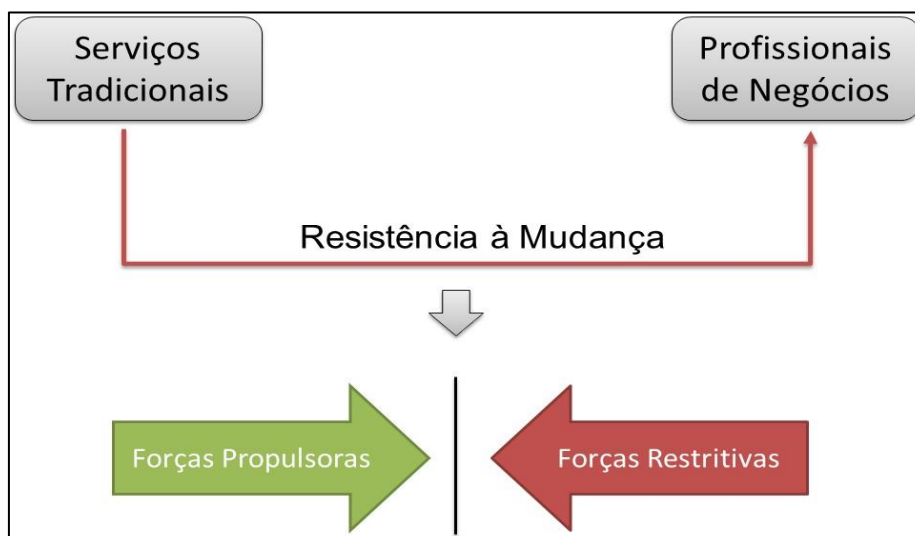 Serviços
Tradicionais
Profissionais
de Negócios
Resistência à Mudança
Forças Propulsoras
Forças Restritivas